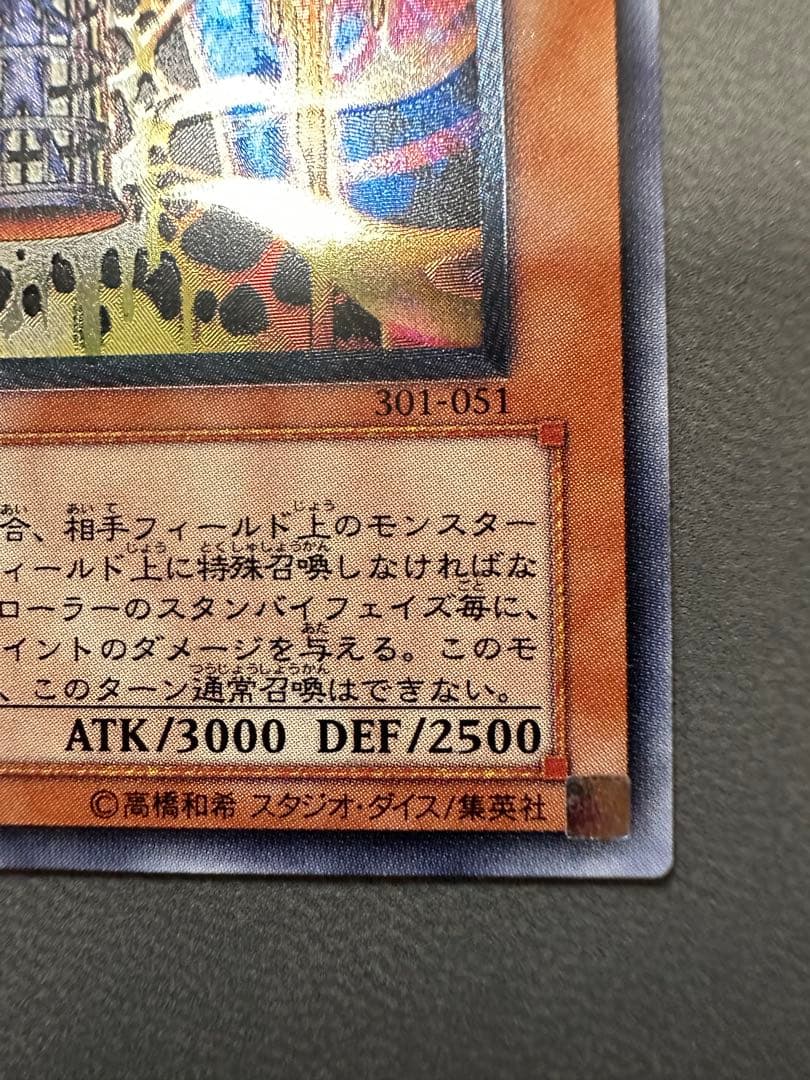 301-051
合、相手フィールド上のモンスター
ィールド上に特殊召喚しなければな
ローラーのスタンバイフェイズ毎に、
イントのダメージを与える。このモ
、このターン通常召喚はできない。
ATK/3000 DEF/2500
©高橋和希 スタジオ・ダイス/集英社